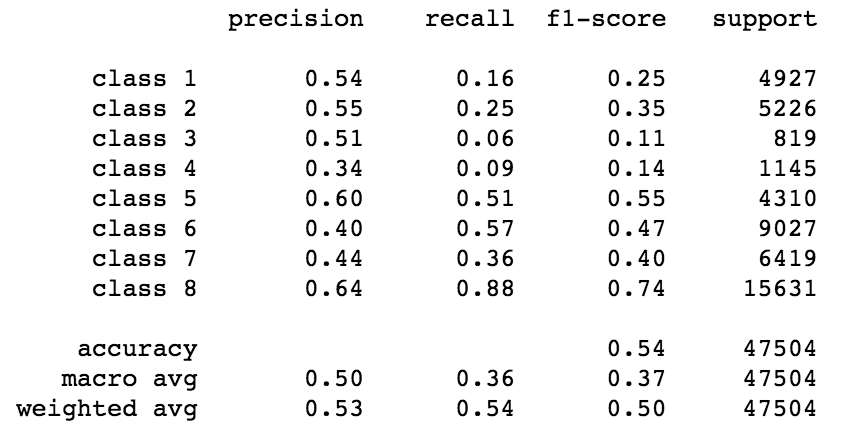 precision recall f1-score support
class 1 0.54 0.16 0.25 4927
class 2 0.55 0.25 0.35 5226
class 3 0.51 0.06 0.11 819
class 4 0.34 0.09 0.14 1145
class 5 0.60 0.51 0.55 4310
class 6 0.40 0.57 0.47 9027
class 7 0.44 0.36 0.40 6419
class 8 0.64 0.88 0.74 15631
accuracy 0.54 47504
macro avg 0.50 0.36 0.37 47504
weighted avg 0.53 0.54 0.50 47504